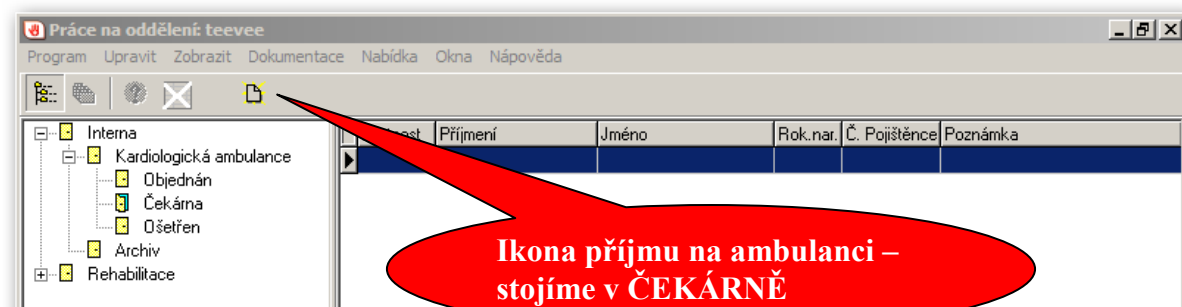 Práce na oddělení: teevee
Program Upravit Zobrazit Dokumentace Nabídka Okna Nápověda
Interna
Příjmení Jméno Rok.nar. Č. Pojištěnce Poznámka
Kardiologická ambulance
Objednán
Čekárna
Ošetřen
Archiv
Rehabilitace
Ikona příjmu na ambulanci –
stojíme v ČEKÁRNĚ